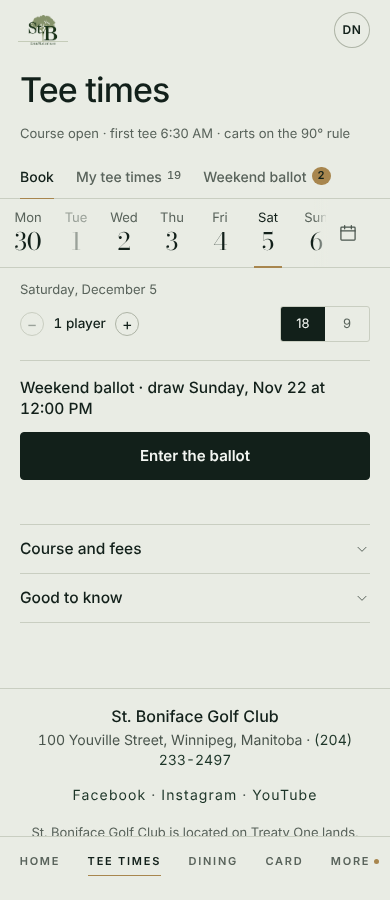 StB
DN
Tee times
Course open · first tee 6:30 AM · carts on the 90° rule
Book My tee times 19 Weekend ballot 2
Mon Tue Wed Thu Fri Sat Sun
30 1 2 3 4 5 6
Saturday, December 5
− 1 player + 18 9
Weekend ballot · draw Sunday, Nov 22 at
12:00 PM
Enter the ballot
Course and fees
Good to know
St. Boniface Golf Club
100 Youville Street, Winnipeg, Manitoba · (204)
233-2497
Facebook · Instagram · YouTube
St. Boniface Golf Club is located on Treaty One lands,
HOME TEE TIMES DINING CARD MORE